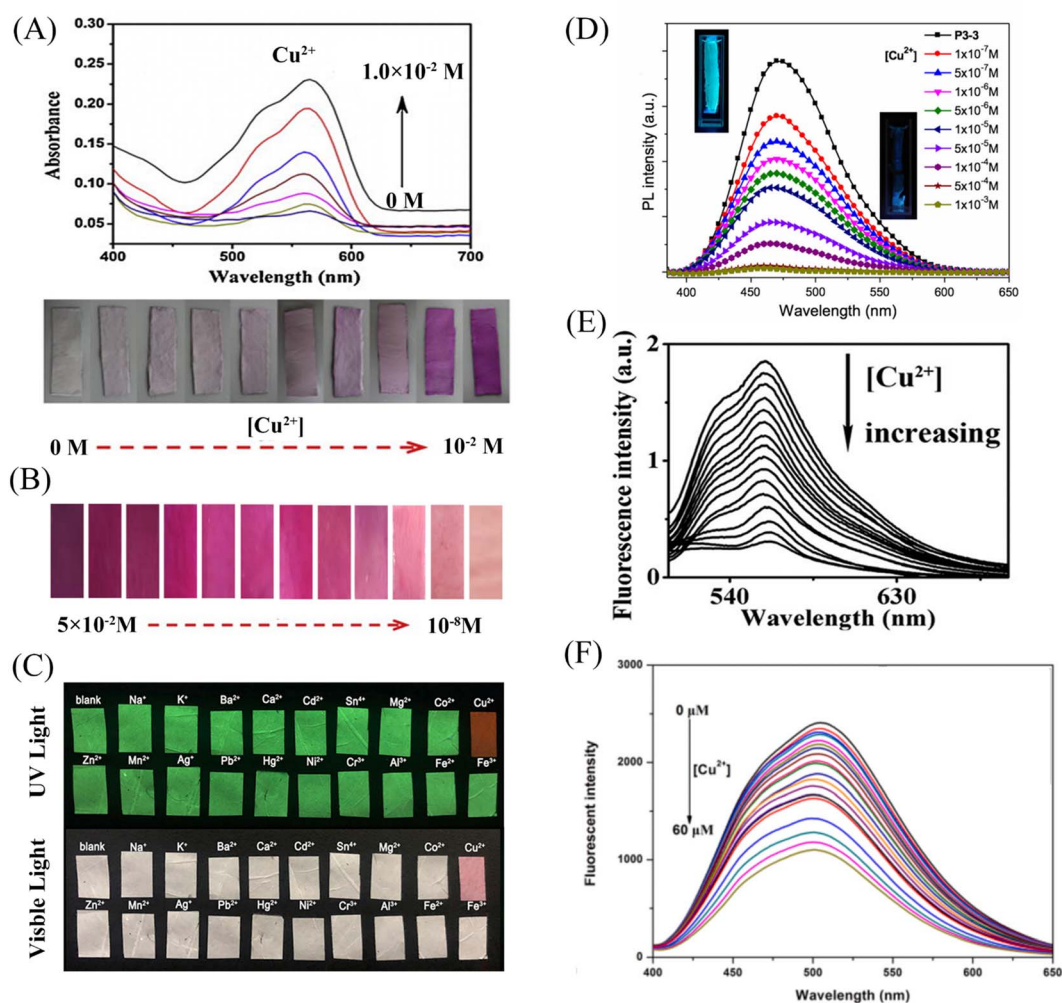 (A)
0.30
0.25
0.20
0.15
0.10
0.05
Absorbance
Cu²⁺
1.0×10⁻² M
0 M
400
500
600
700
Wavelength (nm)
[Cu²⁺]
0 M
10⁻² M
(B)
5×10⁻²M
10⁻⁸M
(C)
UV Light
blank Na⁺ K⁺ Ba²⁺ Ca²⁺ Cd²⁺ Sn⁴⁺ Mg²⁺ Co²⁺ Cu²⁺
Zn²⁺ Mn²⁺ Ag⁺ Pb²⁺ Hg²⁺ Ni²⁺ Cr³⁺ Al³⁺ Fe²⁺ Fe³⁺
Visble Light
blank Na⁺ K⁺ Ba²⁺ Ca²⁺ Cd²⁺ Sn⁴⁺ Mg²⁺ Co²⁺ Cu²⁺
Zn²⁺ Mn²⁺ Ag⁺ Pb²⁺ Hg²⁺ Ni²⁺ Cr³⁺ Al³⁺ Fe²⁺ Fe³⁺
(D)
PL intensity (a.u.)
P3-3
[Cu²⁺]
1x10⁻⁷M
5x10⁻⁷M
1x10⁻⁶M
5x10⁻⁶M
1x10⁻⁵M
5x10⁻⁵M
1x10⁻⁴M
5x10⁻⁴M
1x10⁻³M
400 450 500 550 600 650
Wavelength (nm)
(E)
Fluorescence intensity (a.u.)
2
1
0
[Cu²⁺]
increasing
540 630
Wavelength (nm)
(F)
Fluorescent intensity
3000
2000
1000
0
0 μM
[Cu²⁺]
60 μM
400 450 500 550 600 650
Wavelength (nm)